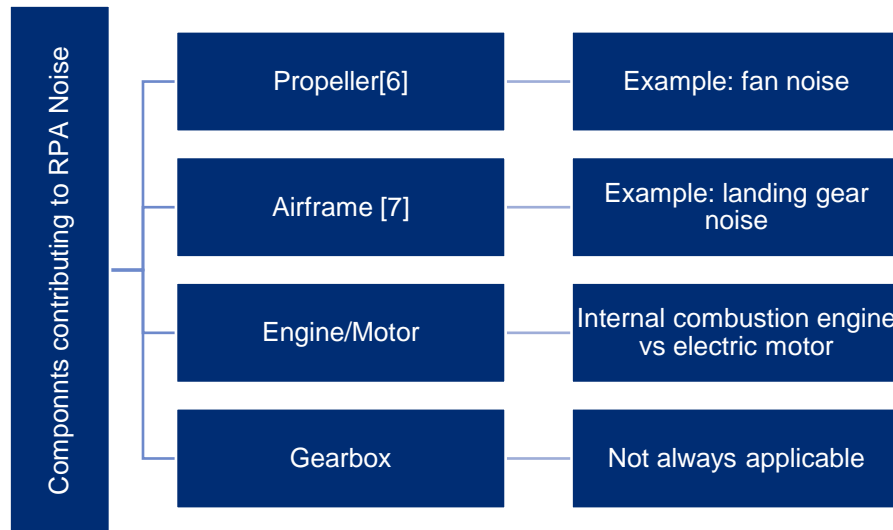 Componnts contributing to RPA Noise
Propeller[6]
Example: fan noise
Airframe [7]
Example: landing gear
noise
Engine/Motor
Internal combustion engine
vs electric motor
Gearbox
Not always applicable